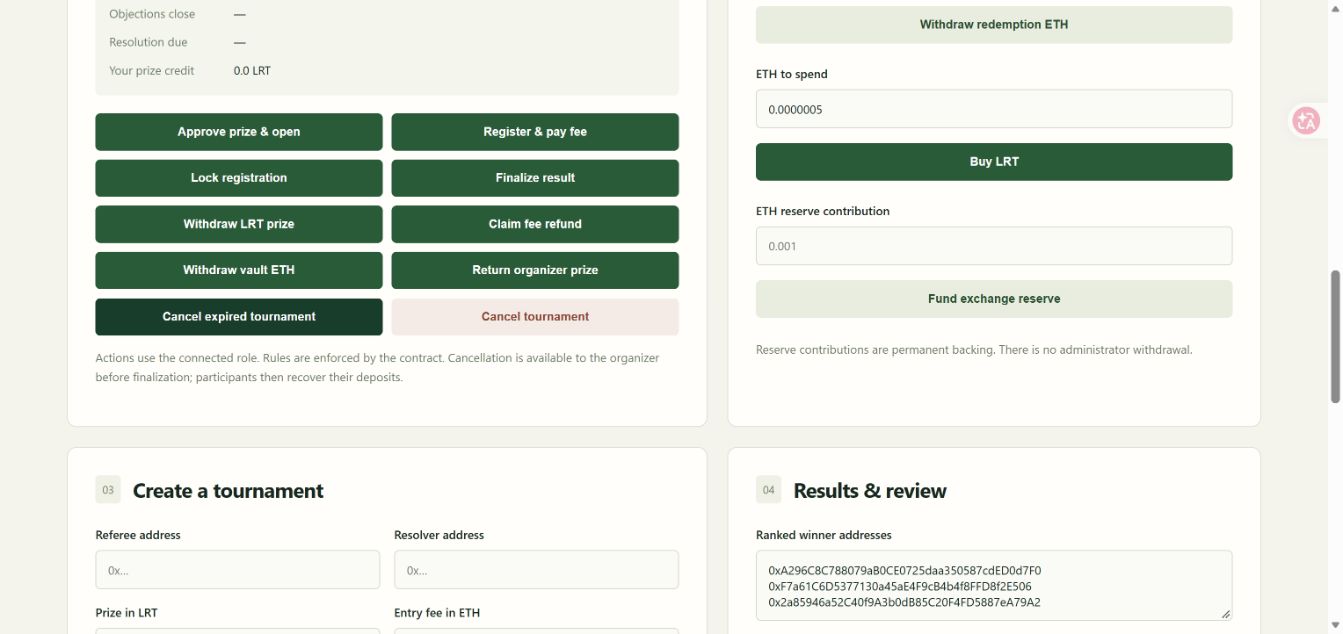 Objections close —
Resolution due —
Your prize credit 0.0 LRT
Approve prize & open
Register & pay fee
Lock registration
Finalize result
Withdraw LRT prize
Claim fee refund
Withdraw vault ETH
Return organizer prize
Cancel expired tournament
Cancel tournament
Actions use the connected role. Rules are enforced by the contract. Cancellation is available to the organizer
before finalization; participants then recover their deposits.
Withdraw redemption ETH
ETH to spend
0.0000005
Buy LRT
ETH reserve contribution
0.001
Fund exchange reserve
Reserve contributions are permanent backing. There is no administrator withdrawal.
03 Create a tournament
Referee address
0x...
Resolver address
0x...
Prize in LRT
Entry fee in ETH
04 Results & review
Ranked winner addresses
0xA296C8C788079aB0CE0725daa350587cdED0d7F0
0xF7a61C6D5377130a45aE4F9cB4b4f8FFD8f2E506
0x2a85946a52C40f9A3b0dB85C20F4FD5887eA79A2